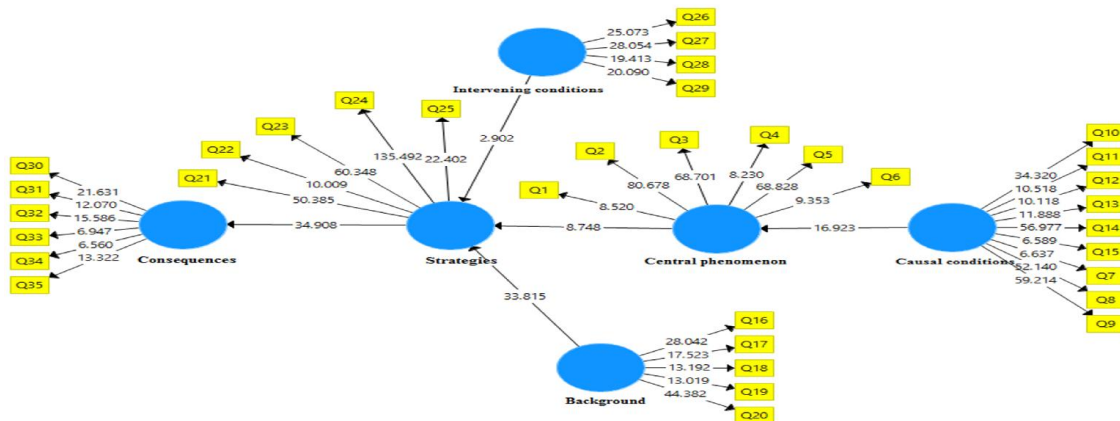 Q26
25.073
Q27
28.054
19.413
Q28
20.090
Q29
Intervening conditions
Q24
Q25
Q23
Q22
Q21
135.492
22.402
60.348
10.009
50.385
2.902
Q30
Q31
Q32
Q33
Q34
Q35
21.631
12.070
15.586
6.947
6.560
13.322
Consequences
34.908
Strategies
8.748
Q1
Q2
Q3
Q4
Q5
Q6
8.520
80.678
68.701
8.230
68.828
9.353
Central phenomenon
16.923
Causal conditions
34.320
10.518
10.118
11.888
56.977
6.589
6.637
52.140
59.214
Q10
Q11
Q12
Q13
Q14
Q15
Q7
Q8
Q9
33.815
Background
28.042
17.523
13.192
13.019
44.382
Q16
Q17
Q18
Q19
Q20